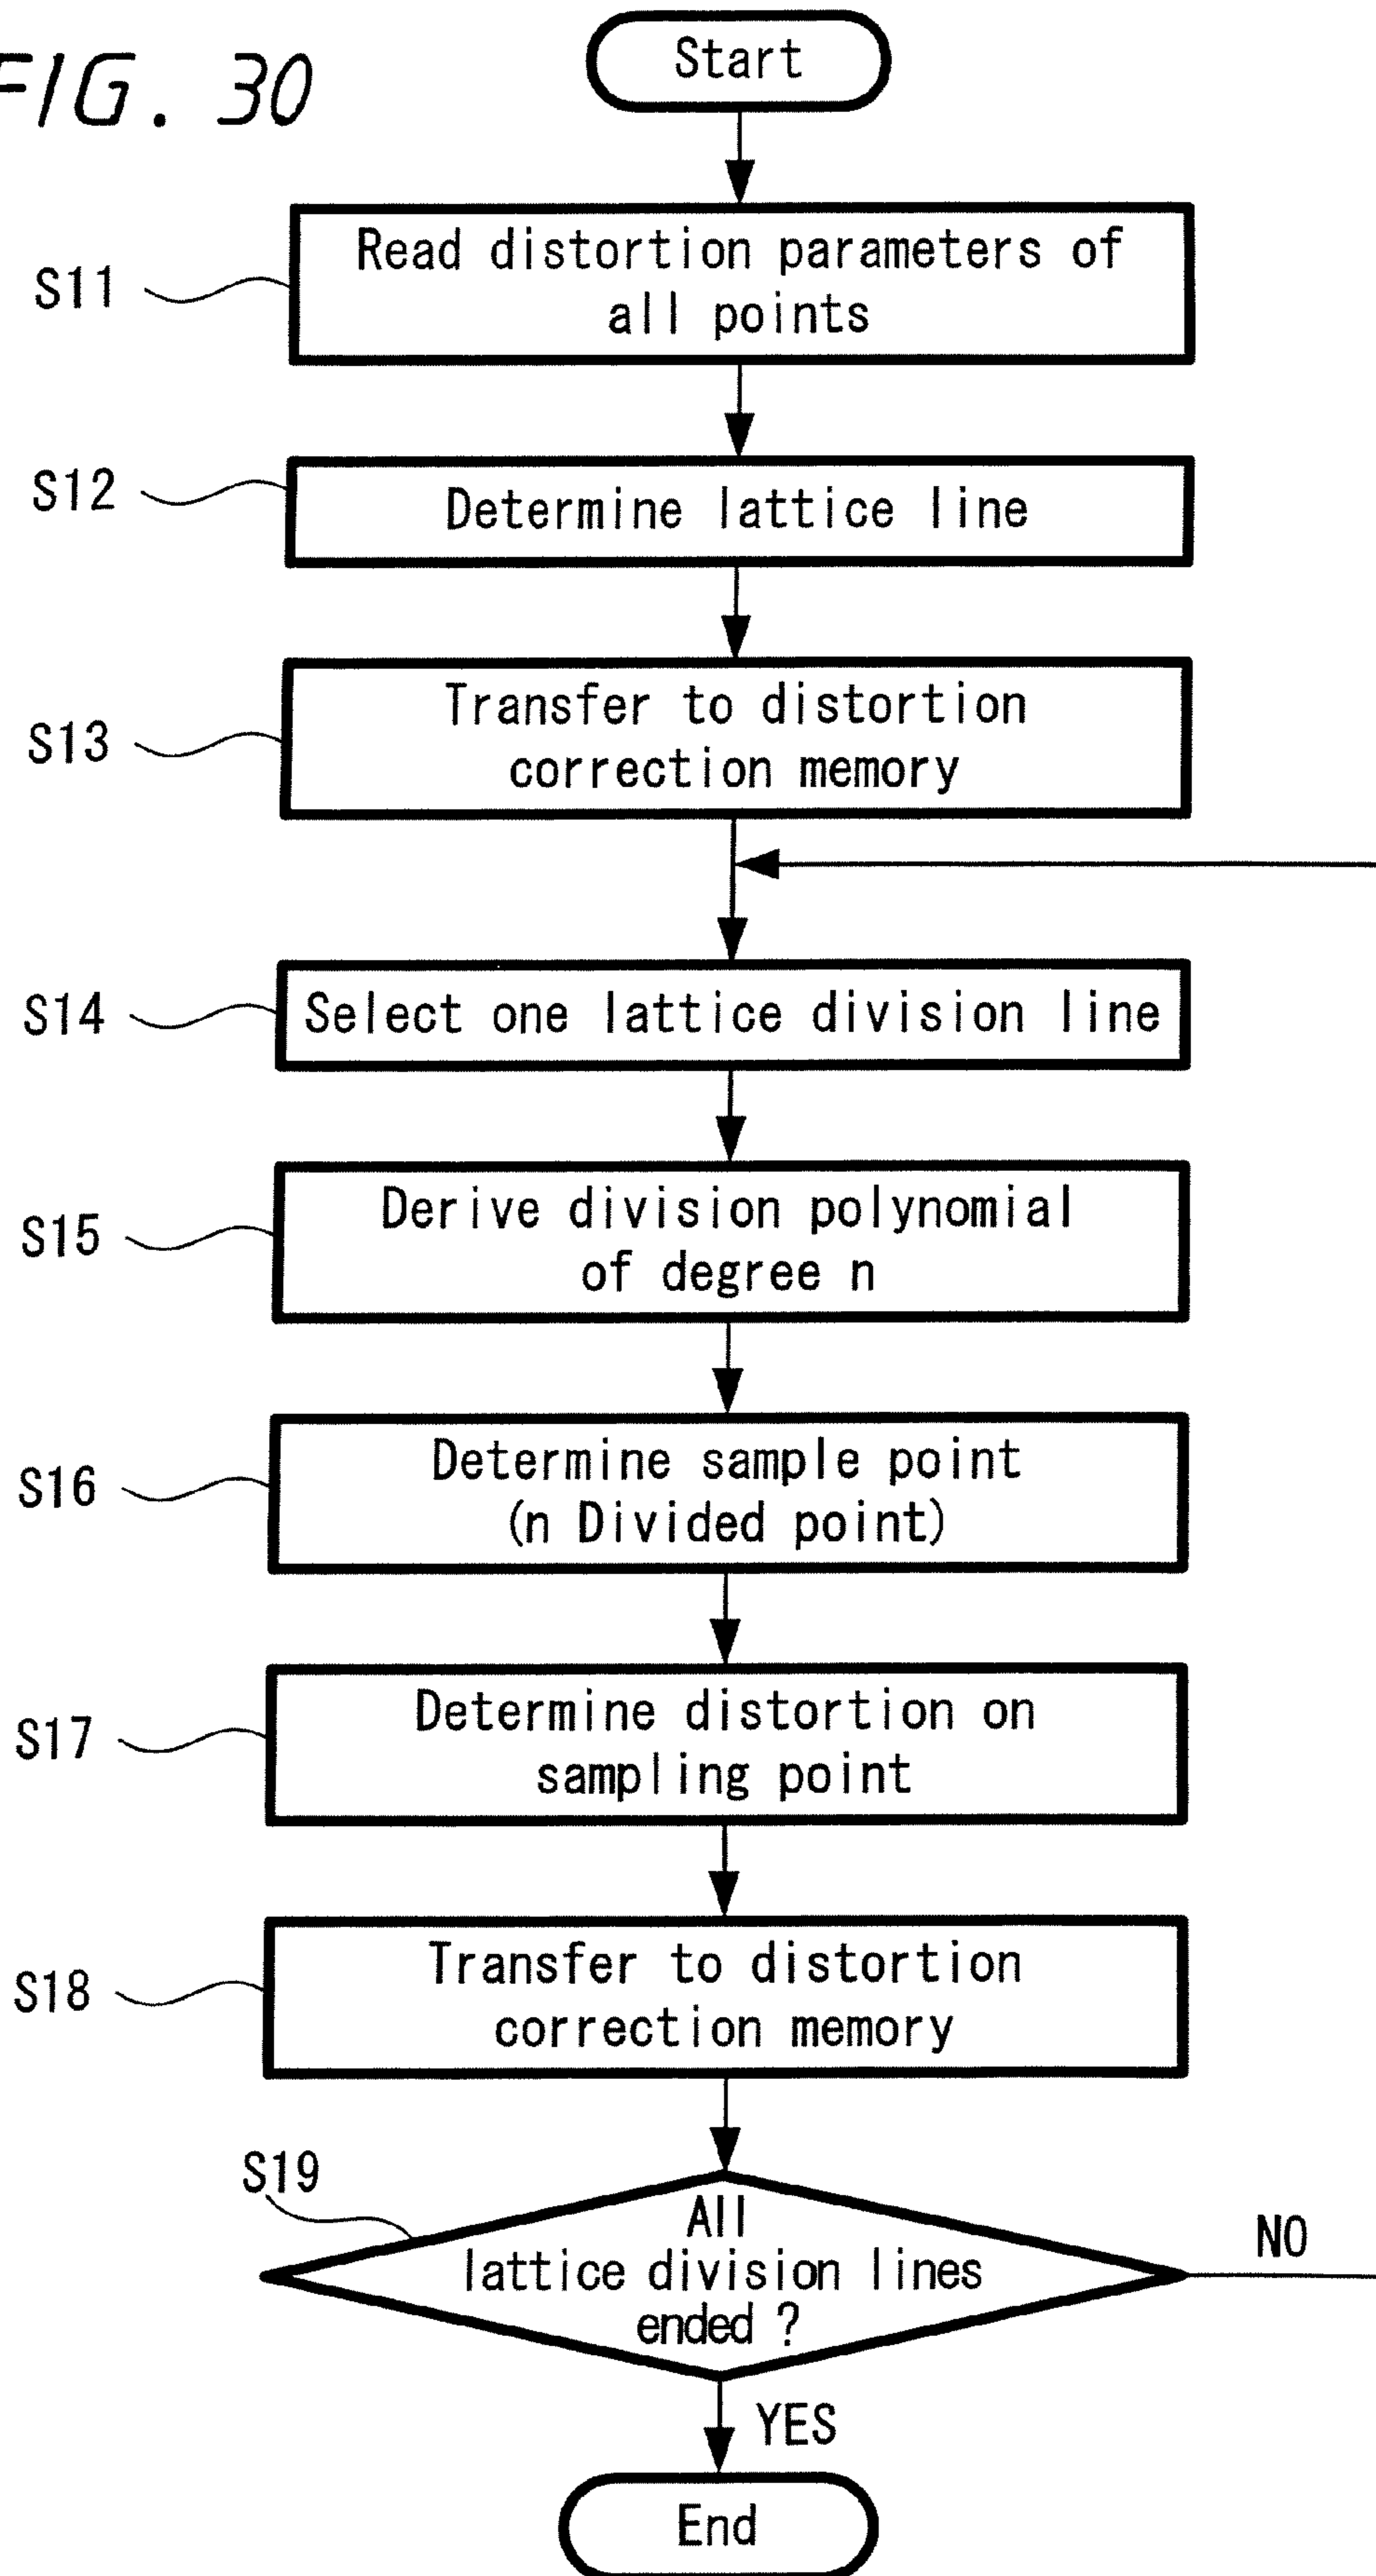 FIG. 30
Start
S11
Read distortion parameters of
all points
S12
Determine lattice line
S13
Transfer to distortion
correction memory
S14
Select one lattice division line
S15
Derive division polynomial
of degree n
S16
Determine sample point
(n Divided point)
S17
Determine distortion on
sampling point
S18
Transfer to distortion
correction memory
S19
All
lattice division lines
ended ?
NO
YES
End